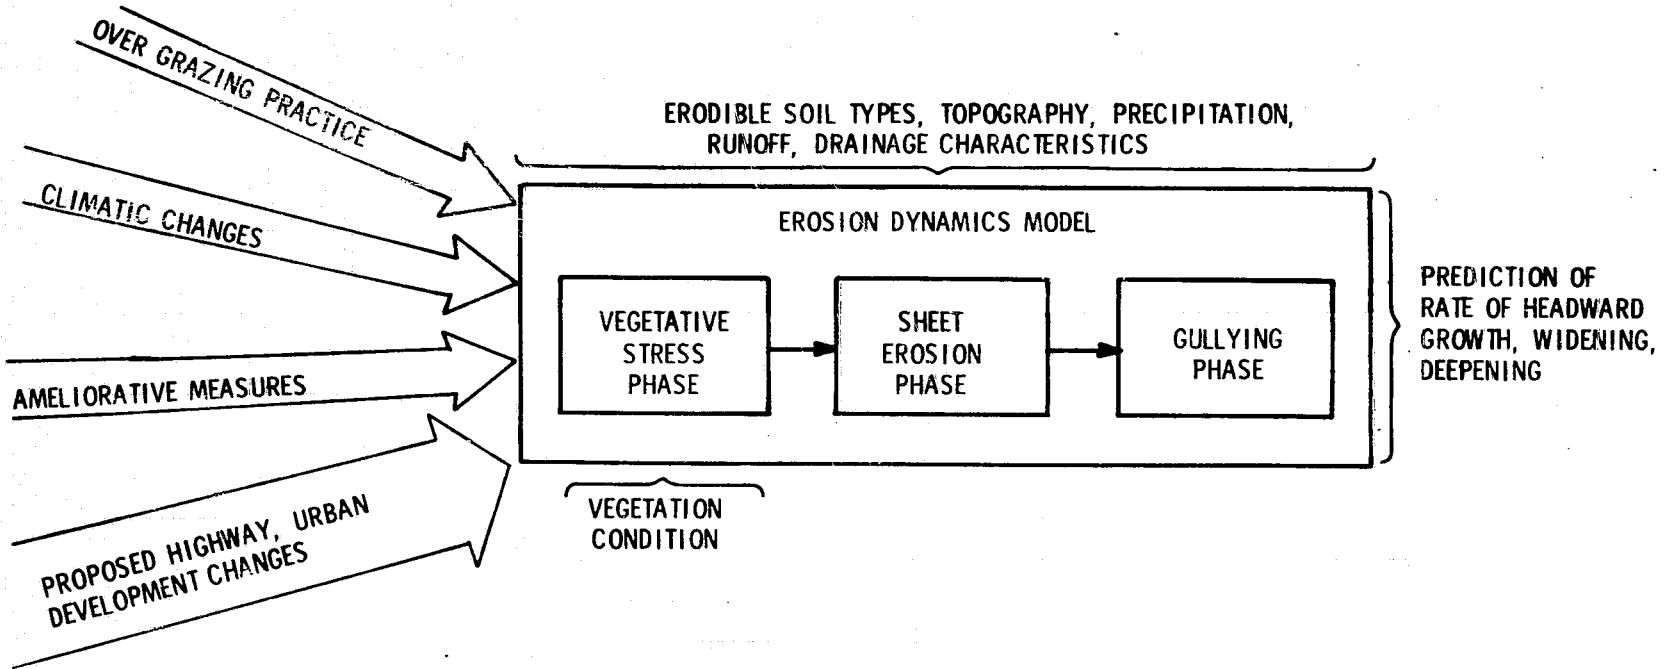 OVER GRAZING PRACTICE
CLIMATIC CHANGES
AMELIORATIVE MEASURES
PROPOSED HIGHWAY, URBAN
DEVELOPMENT CHANGES
ERODIBLE SOIL TYPES, TOPOGRAPHY, PRECIPITATION,
RUNOFF, DRAINAGE CHARACTERISTICS
EROSION DYNAMICS MODEL
VEGETATIVE
STRESS
PHASE
SHEET
EROSION
PHASE
GULLYING
PHASE
VEGETATION
CONDITION
PREDICTION OF
RATE OF HEADWARD
GROWTH, WIDENING,
DEEPENING